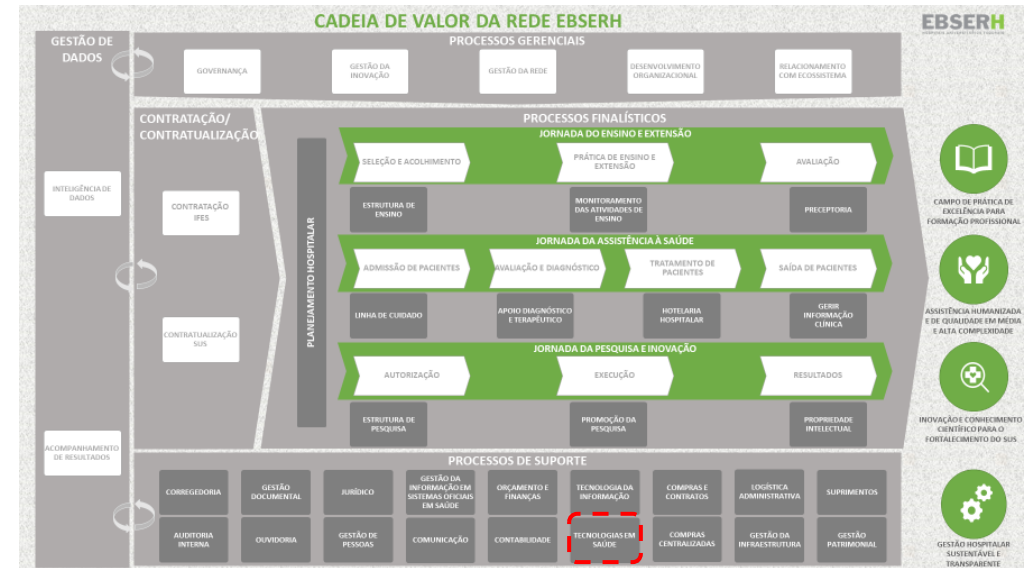 CADEIA DE VALOR DA REDE EBSERH
EBSERH
GESTÃO DE
DADOS
PROCESSOS GERENCIAIS
GOVERNANÇA
GESTÃO DA
INOVAÇÃO
GESTÃO DA REDE
DESENVOLVIMENTO
ORGANIZACIONAL
RELACIONAMENTO
COM ECOSSISTEMA
CONTRATAÇÃO/
CONTRATUALIZAÇÃO
PROCESSOS FINALÍSTICOS
JORNADA DO ENSINO E EXTENSÃO
SELEÇÃO E ACOLHIMENTO
PRÁTICA DE ENSINO E
EXTENSÃO
AVALIAÇÃO
INTELIGÊNCIA DE
DADOS
CONTRATAÇÃO
IFES
ESTRUTURA DE
ENSINO
MONITORAMENTO
DAS ATIVIDADES DE
ENSINO
PRECEPTORIA
CAMPO DE PRÁTICA DE
EXCELÊNCIA PARA
FORMAÇÃO PROFISSIONAL
PLANEJAMENTO HOSPITALAR
JORNADA DA ASSISTÊNCIA À SAÚDE
ADMISSÃO DE PACIENTES
AVALIAÇÃO E DIAGNÓSTICO
TRATAMENTO DE
PACIENTES
SAÍDA DE PACIENTES
LINHA DE CUIDADO
APOIO DIAGNÓSTICO
E TERAPÊUTICO
HOTELARIA
HOSPITALAR
GERIR
INFORMAÇÃO
CLÍNICA
ASSISTÊNCIA HUMANIZADA
E DE QUALIDADE EM MÉDIA
E ALTA COMPLEXIDADE
CONTRATUALIZAÇÃO
SUS
JORNADA DA PESQUISA E INOVAÇÃO
AUTORIZAÇÃO
EXECUÇÃO
RESULTADOS
ESTRUTURA DE
PESQUISA
PROMOÇÃO DA
PESQUISA
PROPRIEDADE
INTELECTUAL
INOVAÇÃO E CONHECIMENTO
CIENTÍFICO PARA O
FORTALECIMENTO DO SUS
ACOMPANHAMENTO
DE RESULTADOS
PROCESSOS DE SUPORTE
CORREGEDORIA
GESTÃO
DOCUMENTAL
JURÍDICO
GESTÃO DA
INFORMAÇÃO EM
SISTEMAS OFICIAIS
EM SAÚDE
ORÇAMENTO E
FINANÇAS
TECNOLOGIA DA
INFORMAÇÃO
COMPRAS E
CONTRATOS
LOGÍSTICA
ADMINISTRATIVA
SUPRIMENTOS
AUDITORIA
INTERNA
OUVIDORIA
GESTÃO DE
PESSOAS
COMUNICAÇÃO
CONTABILIDADE
TECNOLOGIAS EM
SAÚDE
COMPRAS
CENTRALIZADAS
GESTÃO DA
INFRAESTRUTURA
GESTÃO
PATRIMONIAL
GESTÃO HOSPITALAR
SUSTENTÁVEL E
TRANSPARENTE